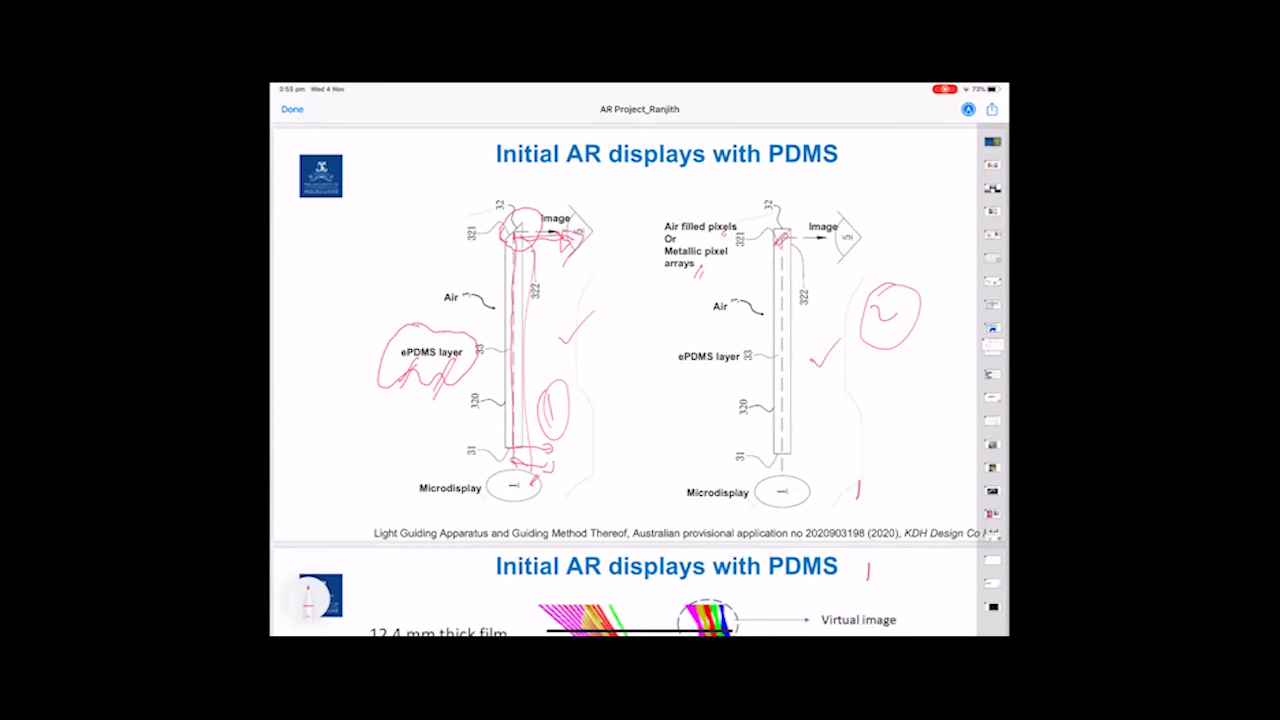 3:55 pm Wed 4 Nov
73%
Done
AR Project_Ranjith
Initial AR displays with PDMS
32
321
Image
5
322
Air 3
ePDMS layer 33
320
1
31
Microdisplay 1
32
Air filled pixels
Or
Metallic pixel
arrays
321
Image
5
322
Air 3
2
ePDMS layer 33
320
31
Microdisplay 1
Light Guiding Apparatus and Guiding Method Thereof, Australian provisional application no 2020903198 (2020), KDH Design Co
Initial AR displays with PDMS
12.4 mm thick film
Virtual image